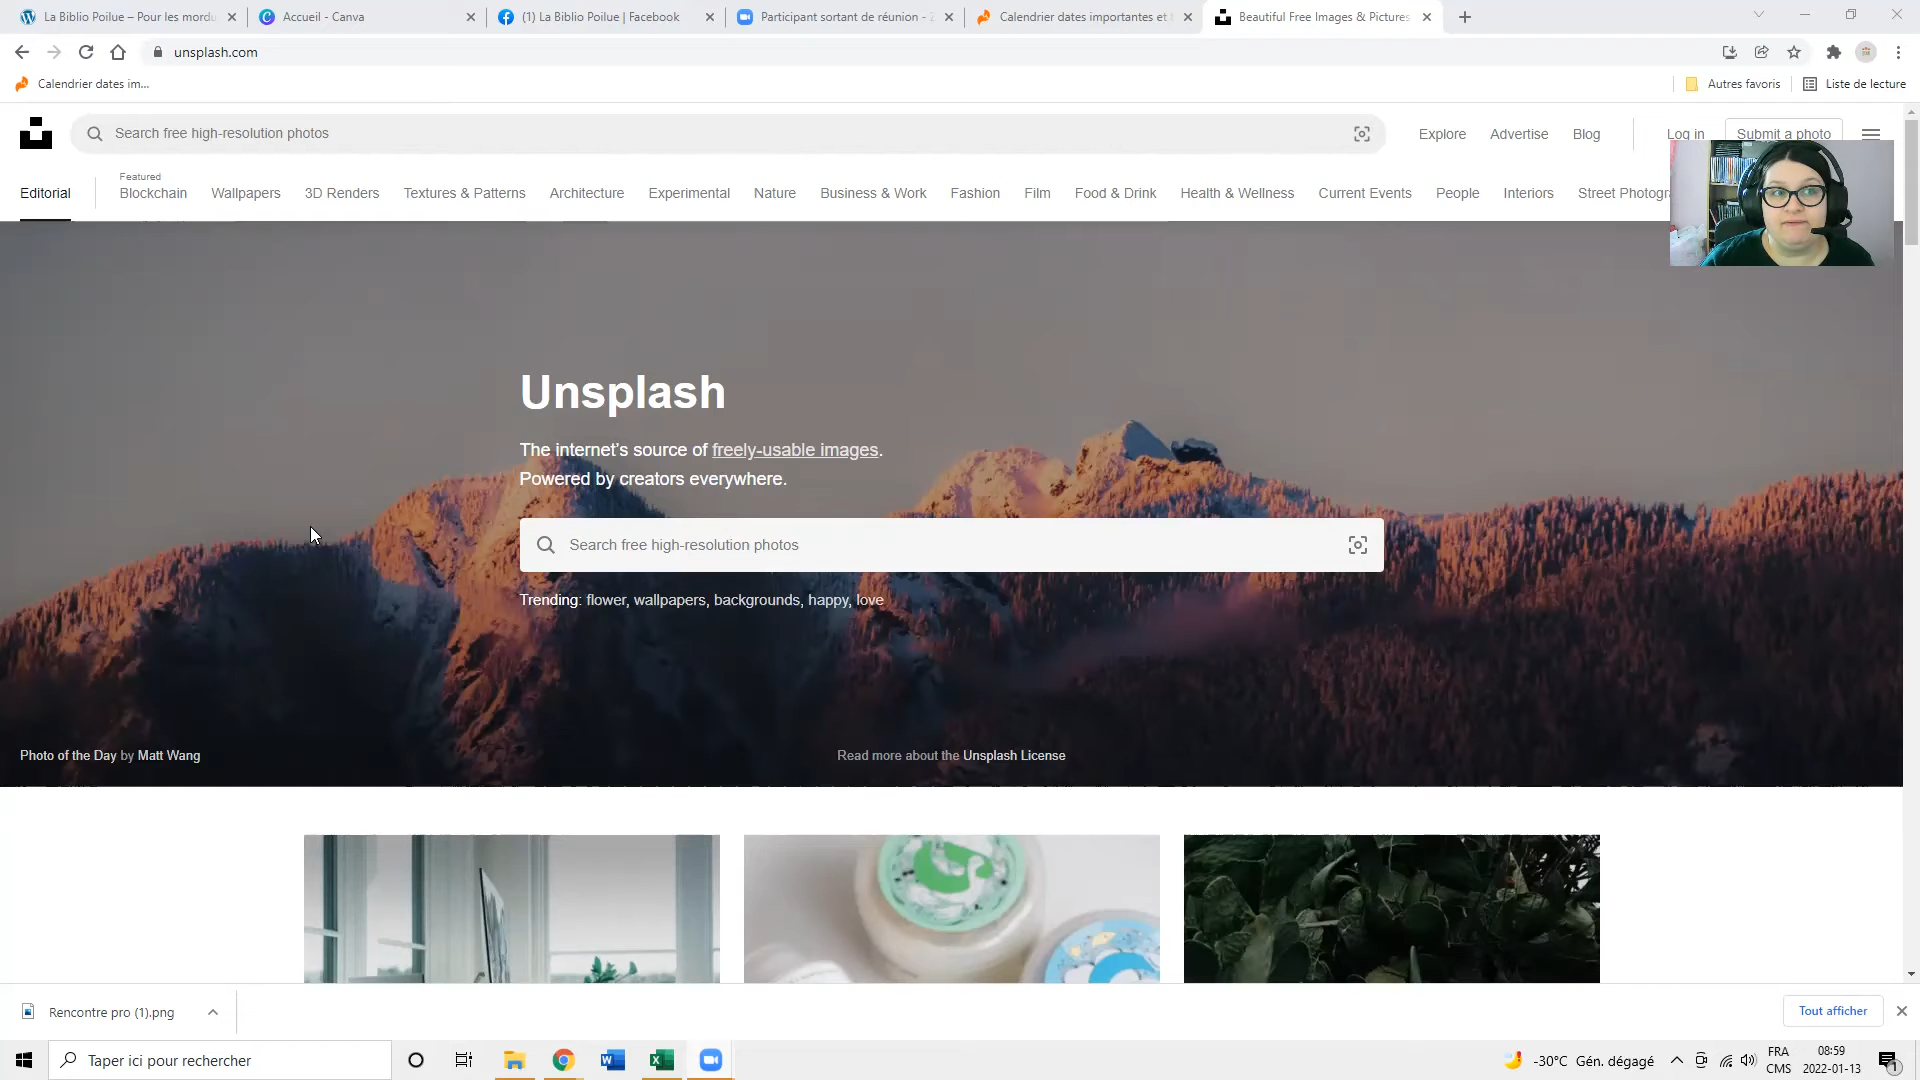 La Biblio Poilue – Pour les mordu
Accueil - Canva
(1) La Biblio Poilue | Facebook
Participant sortant de réunion -
Calendrier dates importantes et
Beautiful Free Images & Pictures
unsplash.com
Calendrier dates im...
Autres favoris
Liste de lecture
Search free high-resolution photos
Explore
Advertise
Blog
Log in
Submit a photo
Editorial
Featured
Blockchain
Wallpapers
3D Renders
Textures & Patterns
Architecture
Experimental
Nature
Business & Work
Fashion
Film
Food & Drink
Health & Wellness
Current Events
People
Interiors
Street Photogra
Unsplash
The internet's source of freely-usable images.
Powered by creators everywhere.
Search free high-resolution photos
Trending: flower, wallpapers, backgrounds, happy, love
Photo of the Day by Matt Wang
Read more about the Unsplash License
Rencontre pro (1).png
Tout afficher
Taper ici pour rechercher
-30°C Gén. dégagé
FRA
CMS
08:59
2022-01-13
1